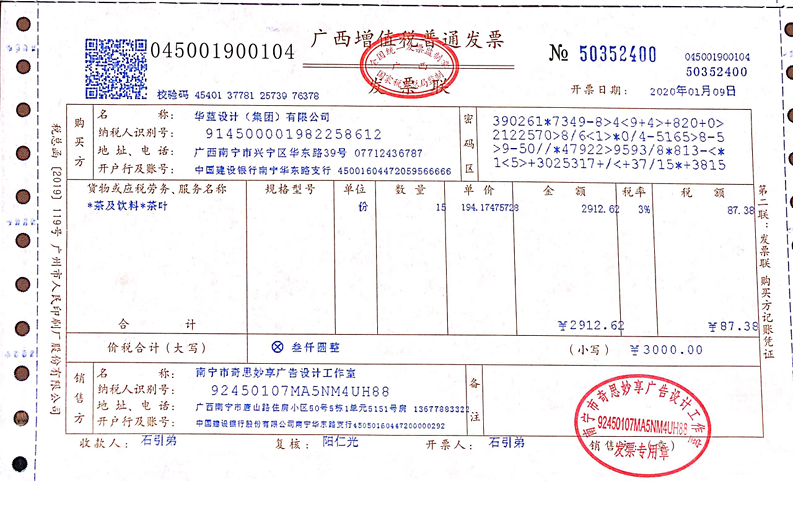 045001900104
广西增值税普通发票
发票联
№ 50352400
045001900104
50352400
校验码 45401 37781 25739 76378
开票日期: 2020年01月09日
全国统一发票监制章
广西
国家税务总局监制
购买方
名 称: 华蓝设计(集团)有限公司
纳税人识别号: 914500001982258612
地 址、电 话: 广西南宁市兴宁区华东路39号 07712436787
开户行及账号: 中国建设银行南宁华东路支行 45001604472059566666
密码区
390261*7349-8>4<9+4>+820+0>
2122570>8/6<1>*0/4-5165>8-5
>9-50//*47922>9593/8*813-<*
1<5>+3025317+/<+37/15*+3815
货物或应税劳务、服务名称 规格型号 单位 数 量 单 价 金 额 税率 税 额
*茶及饮料*茶叶 份 15 194.17475728 2912.62 3% 87.38
合 计 ¥2912.62 ¥87.38
价税合计(大写) ⊗ 叁仟圆整 (小写) ¥3000.00
销售方
名 称: 南宁市奇思妙享广告设计工作室
纳税人识别号: 92450107MA5NM4UH88
地 址、电 话: 广西南宁市唐山路住房小区50号5栋1单元5151号房 13677883322
开户行及账号: 中国建设银行股份有限公司南宁华东路支行45050160447200000292
备注
收款人: 石引弟 复核: 阳仁光 开票人: 石引弟 销售方:(章)
南宁市奇思妙享广告设计工作室
92450107MA5NM4UH88
发票专用章
税总函〔2019〕119号 广州市人民印刷厂股份有限公司
第二联:发票联 购买方记账凭证